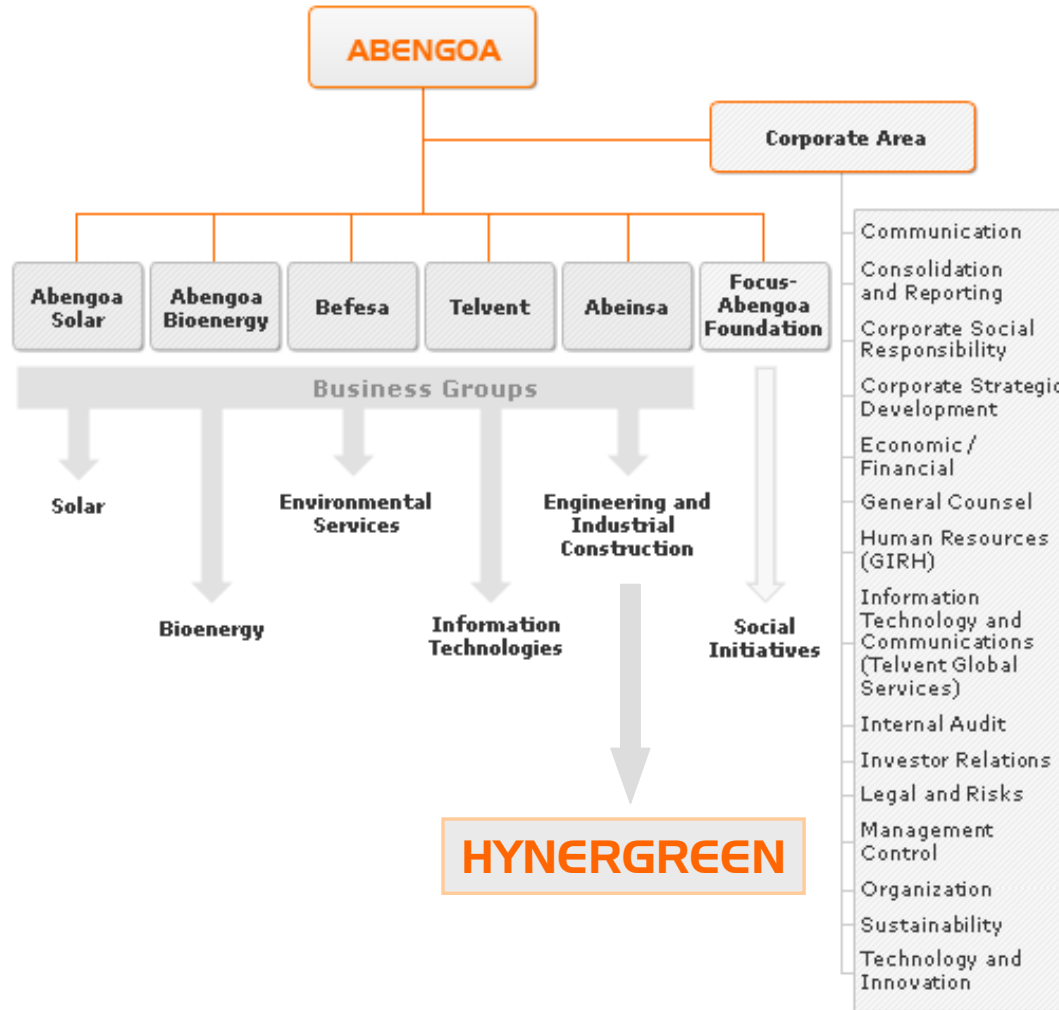 ABENGOA
Corporate Area
Abengoa
Solar
Abengoa
Bioenergy
Befesa
Telvent
Abeinsa
Focus-
Abengoa
Foundation
Business Groups
Solar
Bioenergy
Environmental
Services
Information
Technologies
Engineering and
Industrial
Construction
Social
Initiatives
HYNERGREEN
Communication
Consolidation
and Reporting
Corporate Social
Responsibility
Corporate Strategic
Development
Economic /
Financial
General Counsel
Human Resources
(GIRH)
Information
Technology and
Communications
(Telvent Global
Services)
Internal Audit
Investor Relations
Legal and Risks
Management
Control
Organization
Sustainability
Technology and
Innovation